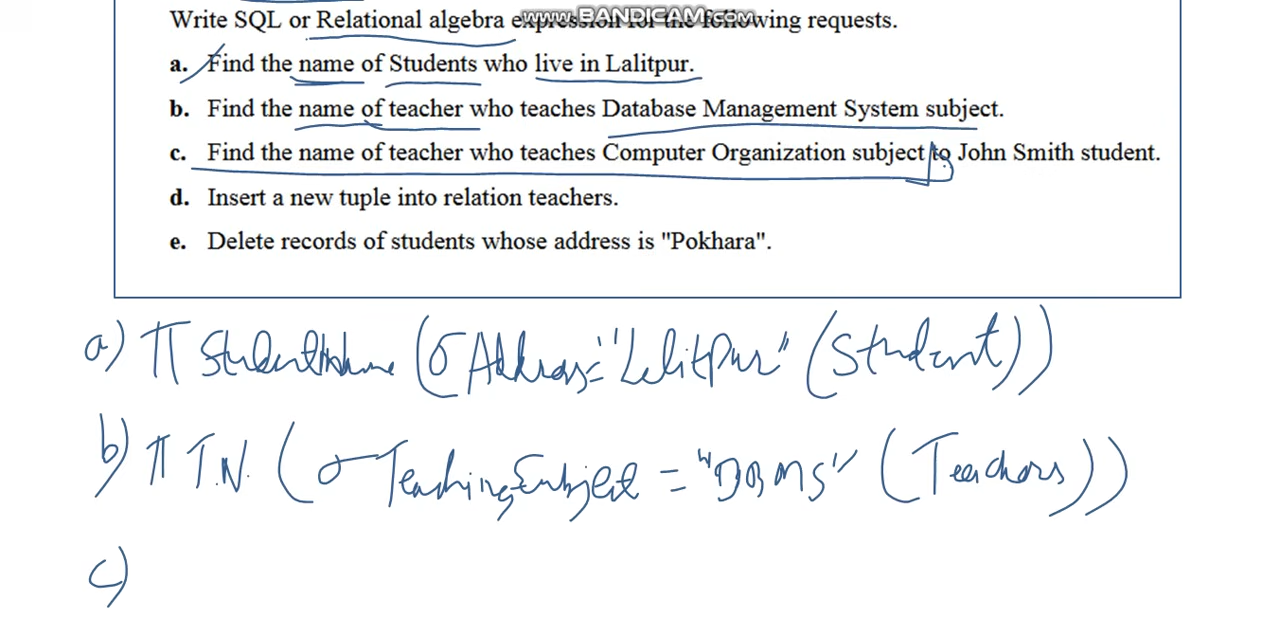 Write SQL or Relational algebra expression for the following requests.
www.BANDICAM.com
a. Find the name of Students who live in Lalitpur.
b. Find the name of teacher who teaches Database Management System subject.
c. Find the name of teacher who teaches Computer Organization subject to John Smith student.
d. Insert a new tuple into relation teachers.
e. Delete records of students whose address is "Pokhara".
a) π StudentName (σ Address = "Lalitpur" (Student))
b) π T.N. (σ TeachingSubject = "DBMS" (Teachers))
c)